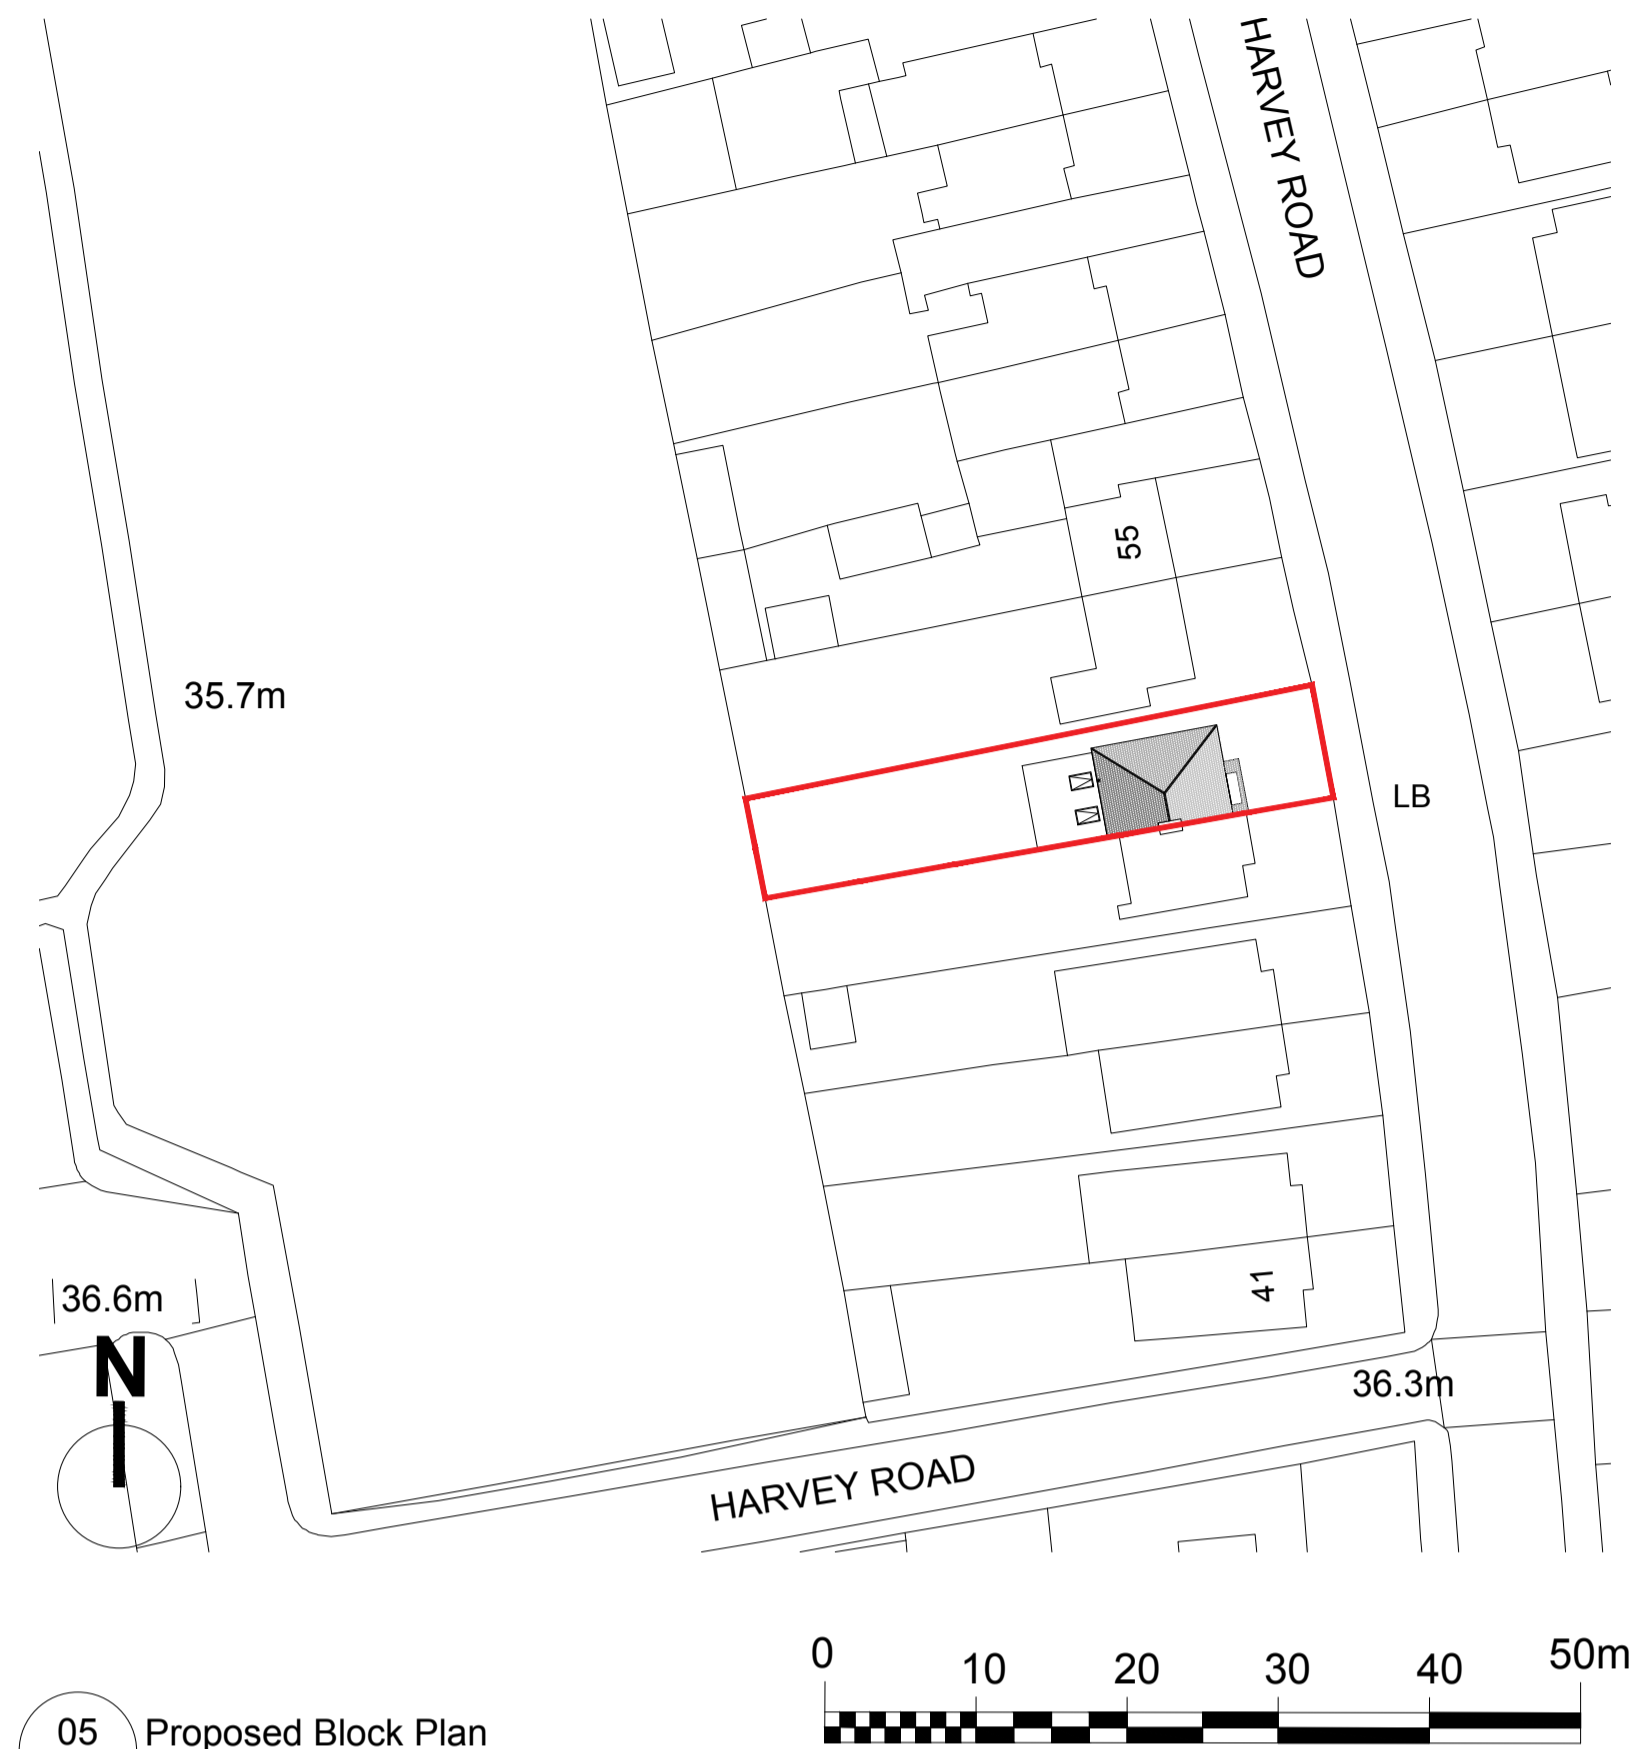 HARVEY ROAD
55
35.7m
LB
36.6m
41
N
36.3m
HARVEY ROAD
0 10 20 30 40 50m
05 Proposed Block Plan